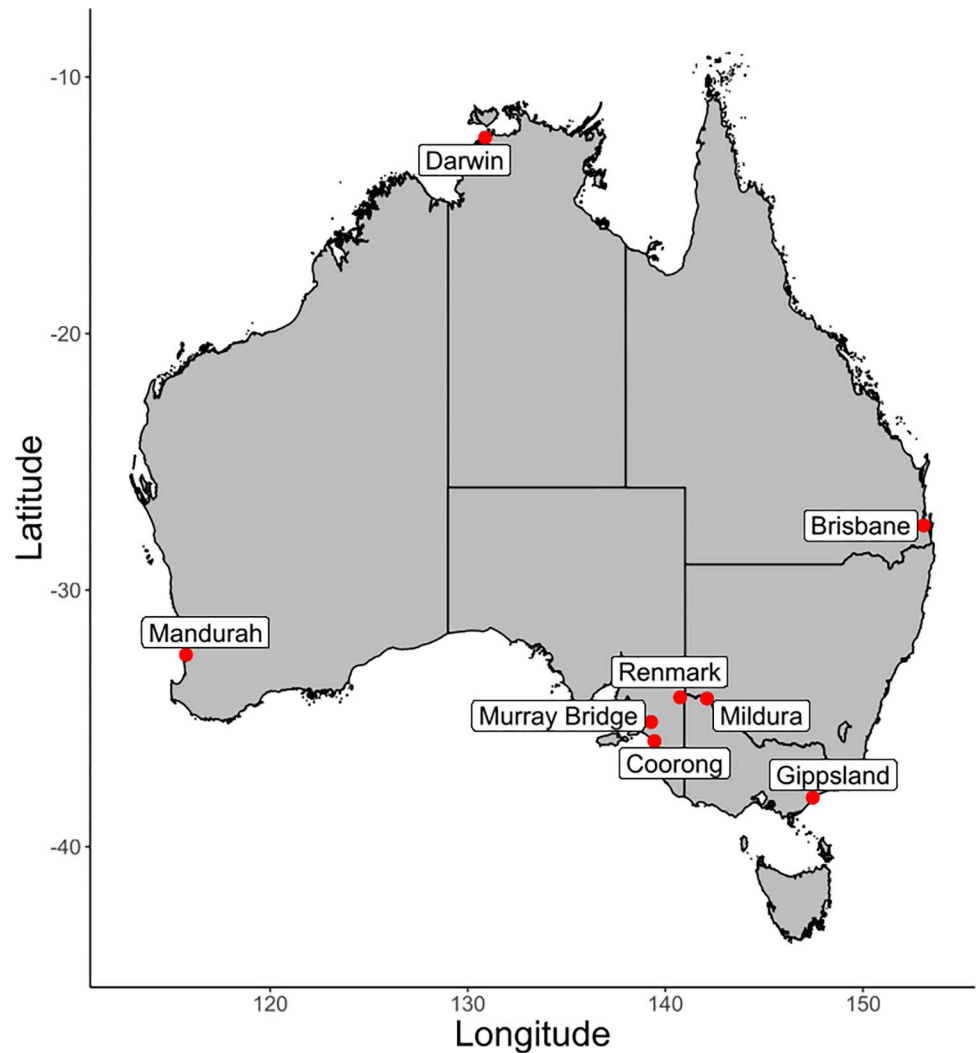 -10
Darwin
-20
Latitude
Brisbane
-30
Mandurah
Renmark
Murray Bridge
Mildura
Coorong
Gippsland
-40
120
130
140
150
Longitude